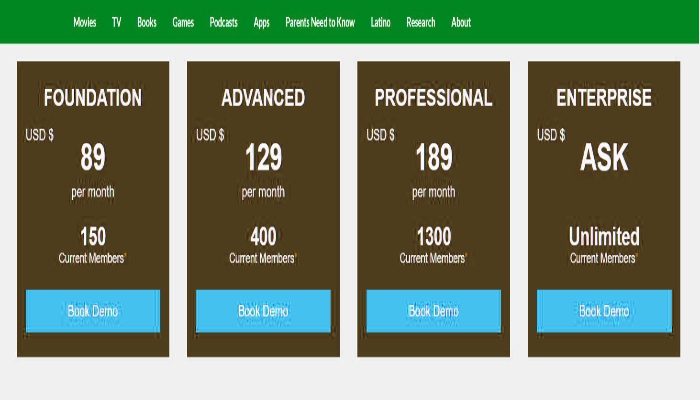 Movies TV Books Games Podcasts Apps Parents Need to Know Latino Research About
FOUNDATION
USD $
89
per month
150
Current Members*
Book Demo
ADVANCED
USD $
129
per month
400
Current Members*
Book Demo
PROFESSIONAL
USD $
189
per month
1300
Current Members*
Book Demo
ENTERPRISE
USD $
ASK
Unlimited
Current Members*
Book Demo